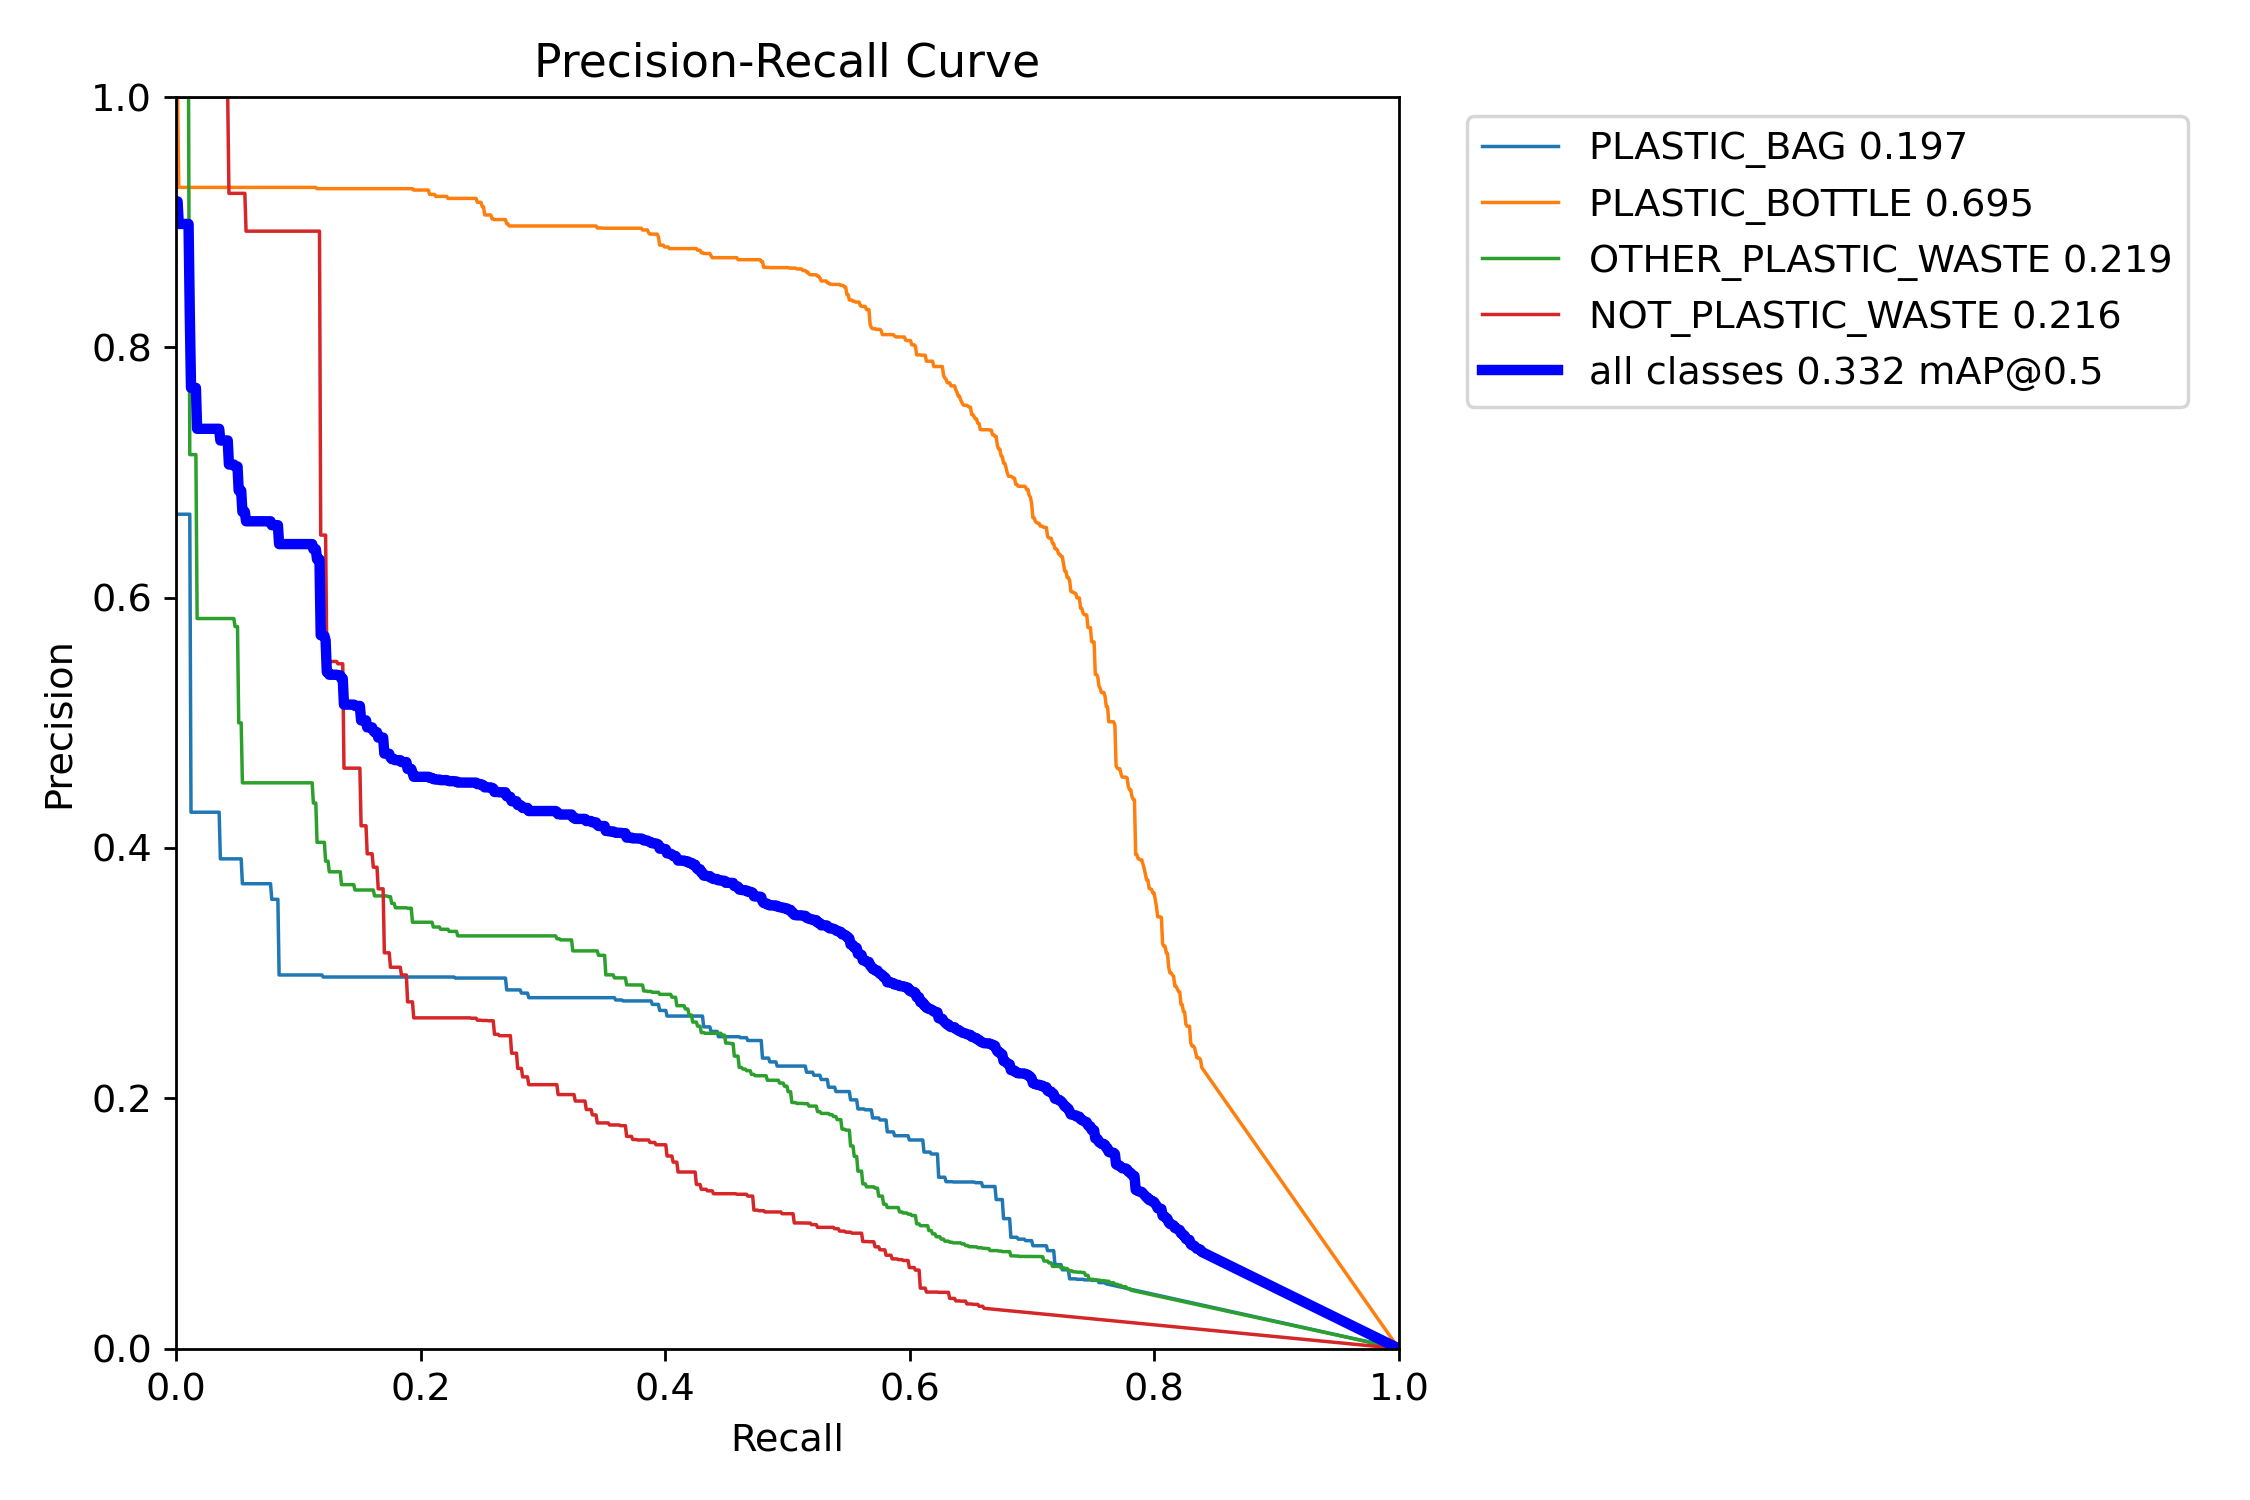 Precision-Recall Curve
1.0
0.8
0.6
0.4
0.2
0.0
Precision
0.0 0.2 0.4 0.6 0.8 1.0
Recall
PLASTIC_BAG 0.197
PLASTIC_BOTTLE 0.695
OTHER_PLASTIC_WASTE 0.219
NOT_PLASTIC_WASTE 0.216
all classes 0.332 mAP@0.5